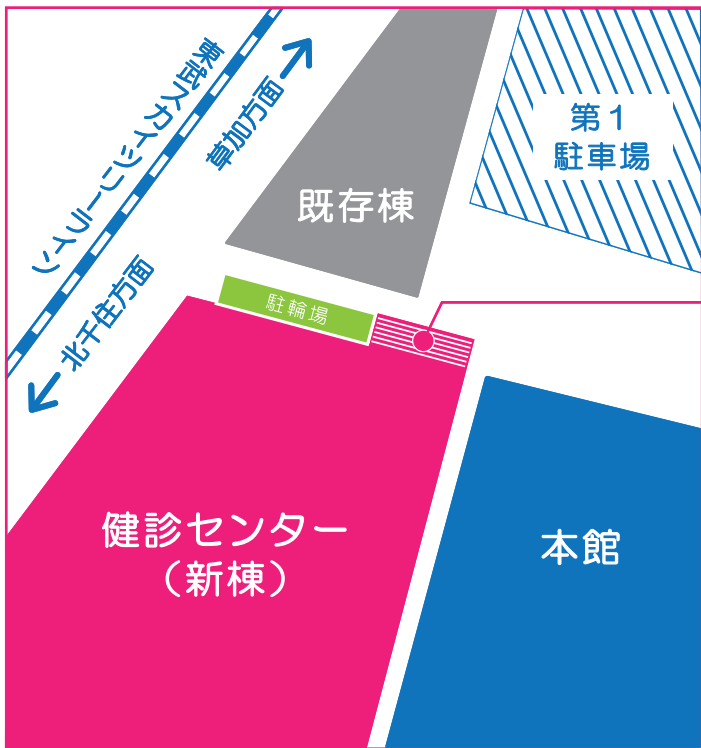 東武スカイツリーライン
草加方面
第1
駐車場
既存棟
北千住方面
駐輪場
健診センター
（新棟）
本館